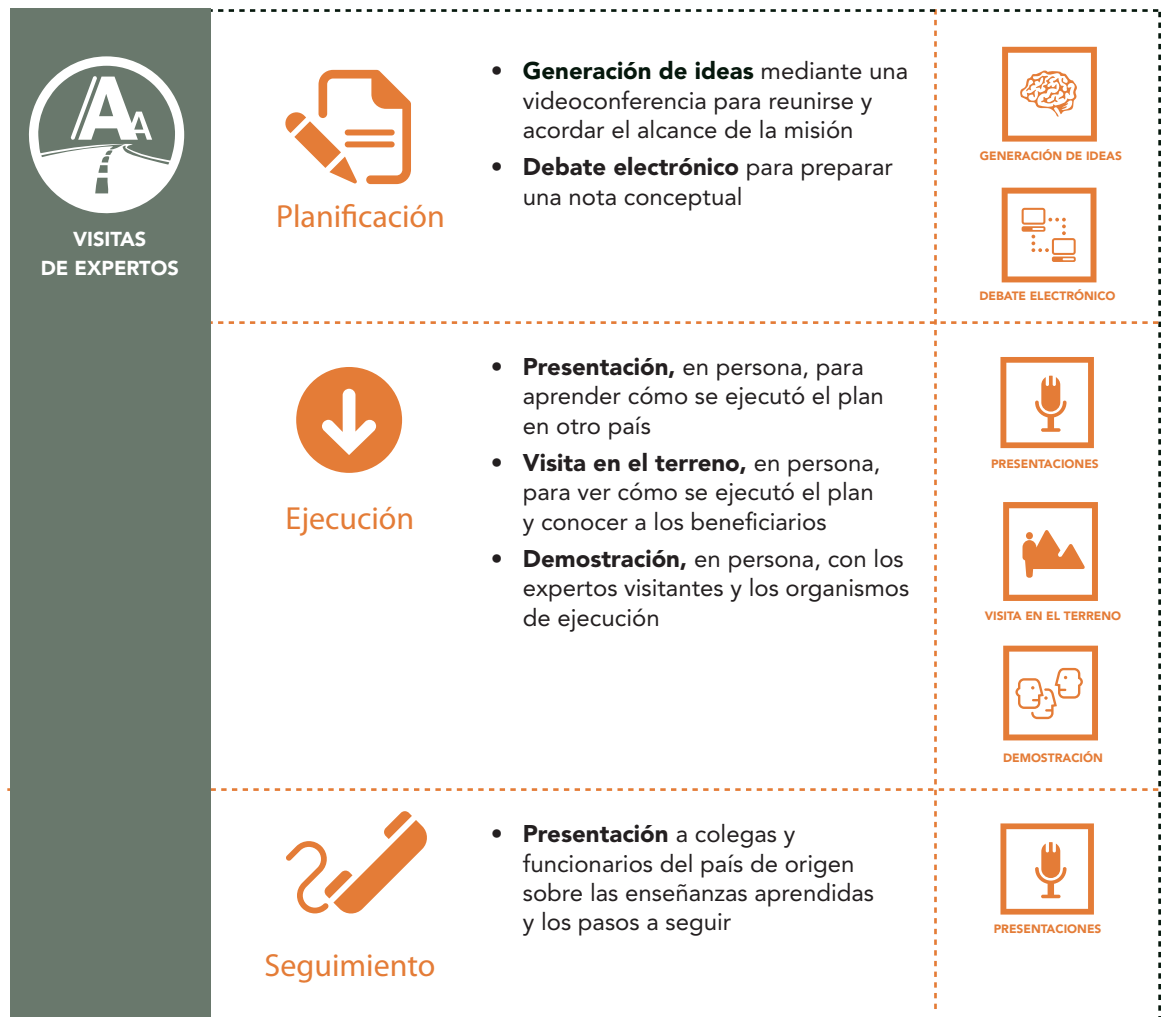 AA
VISITAS
DE EXPERTOS
Planificación
• Generación de ideas mediante una
videoconferencia para reunirse y
acordar el alcance de la misión
• Debate electrónico para preparar
una nota conceptual
GENERACIÓN DE IDEAS
DEBATE ELECTRÓNICO
Ejecución
• Presentación, en persona, para
aprender cómo se ejecutó el plan
en otro país
• Visita en el terreno, en persona,
para ver cómo se ejecutó el plan
y conocer a los beneficiarios
• Demostración, en persona, con los
expertos visitantes y los organismos
de ejecución
PRESENTACIONES
VISITA EN EL TERRENO
DEMOSTRACIÓN
Seguimiento
• Presentación a colegas y
funcionarios del país de origen
sobre las enseñanzas aprendidas
y los pasos a seguir
PRESENTACIONES